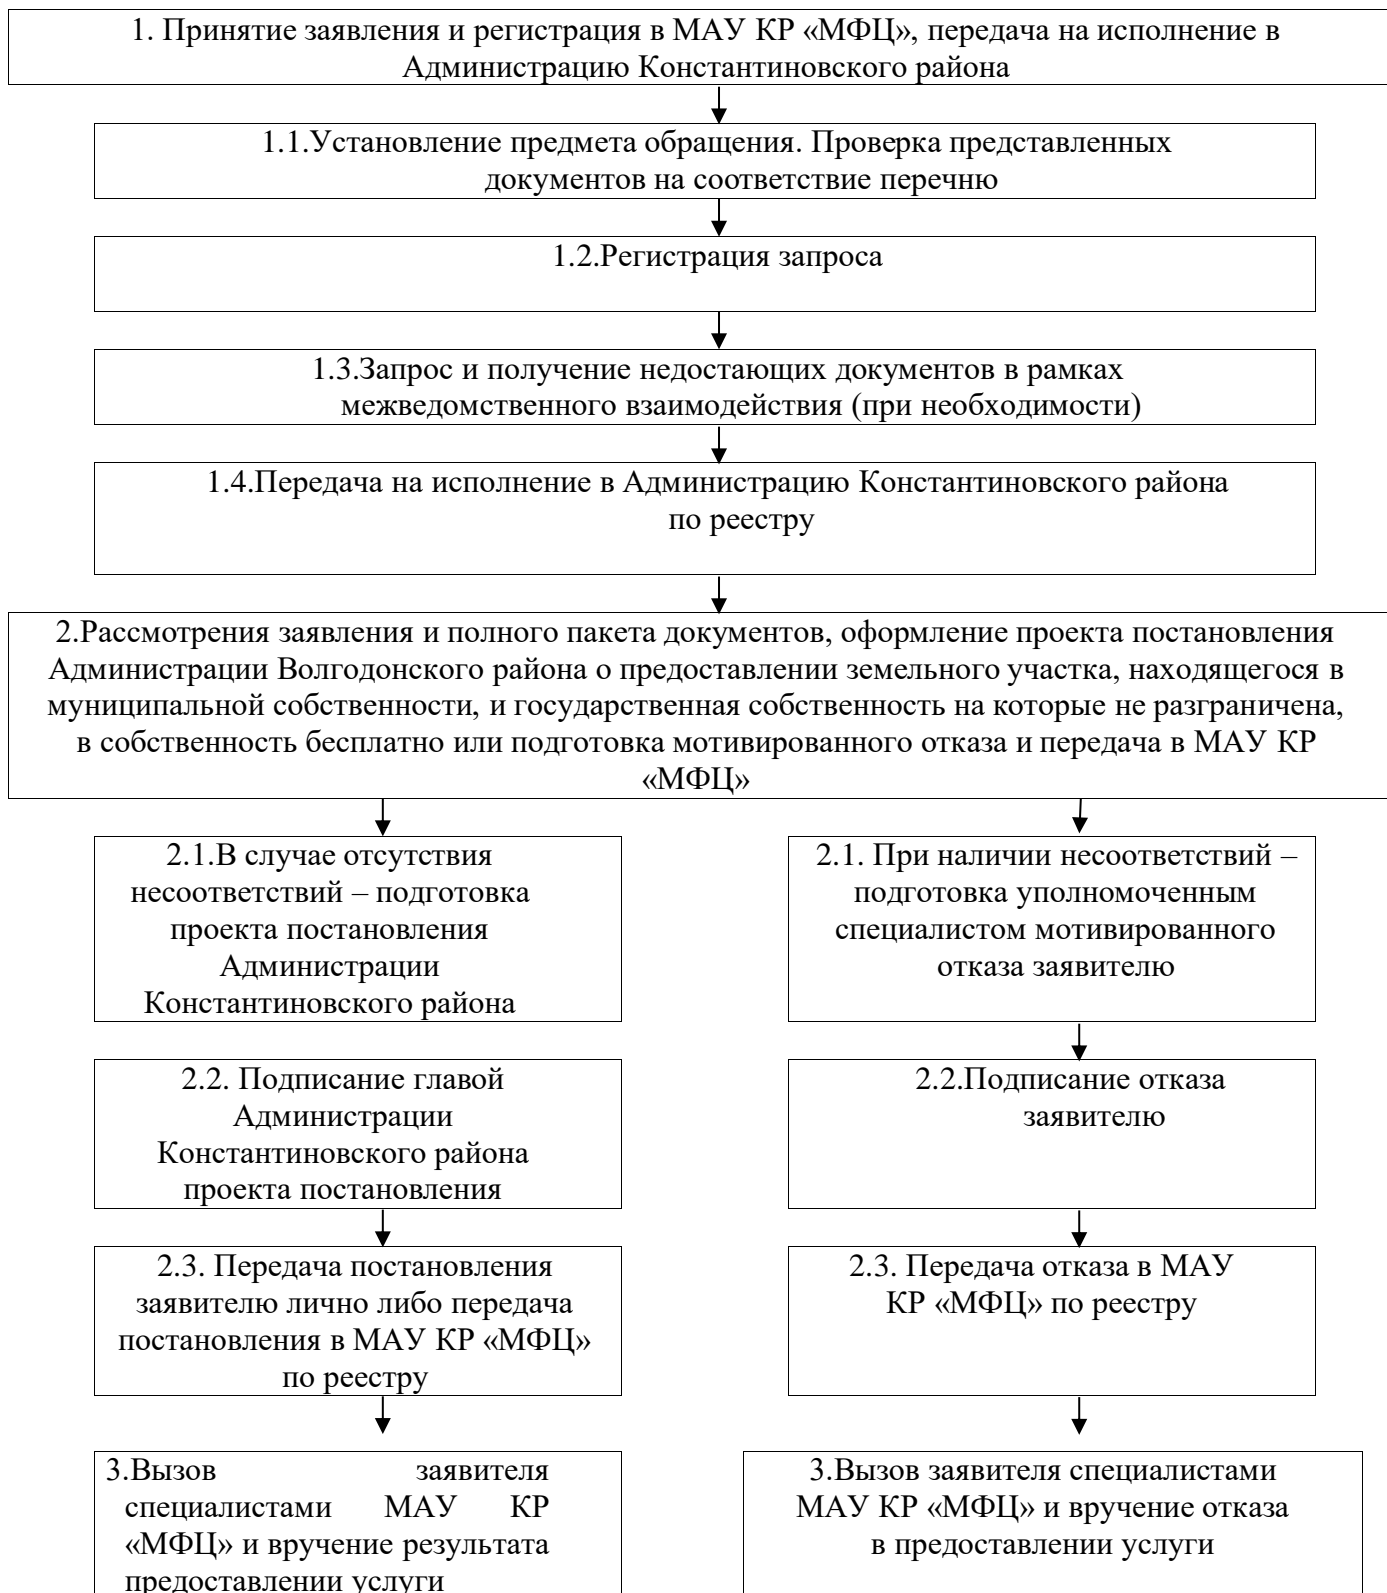 1. Принятие заявления и регистрация в МАУ КР «МФЦ», передача на исполнение в
Администрацию Константиновского района
1.1.Установление предмета обращения. Проверка представленных
документов на соответствие перечню
1.2.Регистрация запроса
1.3.Запрос и получение недостающих документов в рамках
межведомственного взаимодействия (при необходимости)
1.4.Передача на исполнение в Администрацию Константиновского района
по реестру
2.Рассмотрения заявления и полного пакета документов, оформление проекта постановления
Администрации Волгодонского района о предоставлении земельного участка, находящегося в
муниципальной собственности, и государственная собственность на которые не разграничена,
в собственность бесплатно или подготовка мотивированного отказа и передача в МАУ КР
«МФЦ»
2.1.В случае отсутствия
несоответствий – подготовка
проекта постановления
Администрации
Константиновского района
2.2. Подписание главой
Администрации
Константиновского района
проекта постановления
2.3. Передача постановления
заявителю лично либо передача
постановления в МАУ КР «МФЦ»
по реестру
3.Вызов заявителя
специалистами МАУ КР
«МФЦ» и вручение результата
предоставлении услуги
2.1. При наличии несоответствий –
подготовка уполномоченным
специалистом мотивированного
отказа заявителю
2.2.Подписание отказа
заявителю
2.3. Передача отказа в МАУ
КР «МФЦ» по реестру
3.Вызов заявителя специалистами
МАУ КР «МФЦ» и вручение отказа
в предоставлении услуги